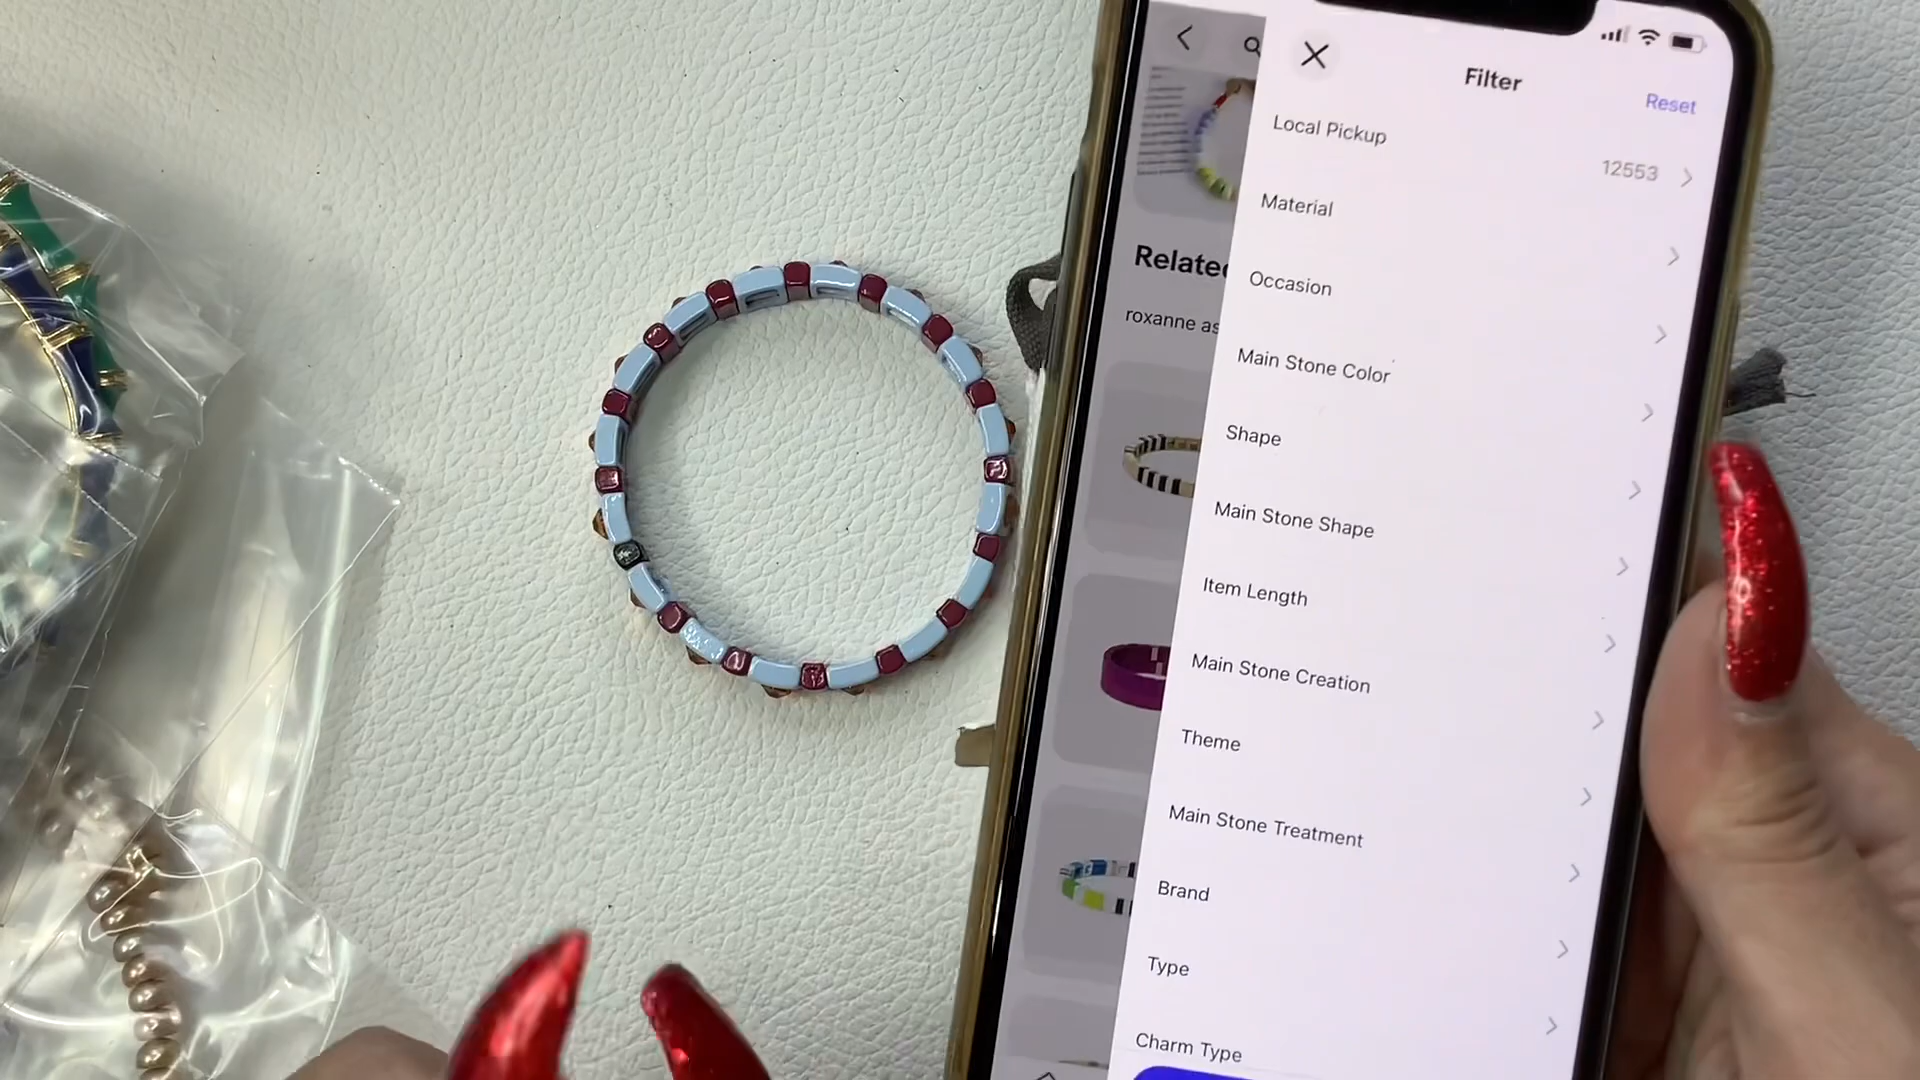 Filter
Reset
Local Pickup
12553
Material
Occasion
Main Stone Color
Shape
Main Stone Shape
Item Length
Main Stone Creation
Theme
Main Stone Treatment
Brand
Type
Charm Type
Related
roxanne as